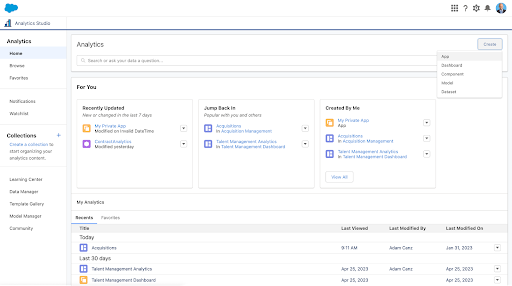 Analytics Studio
Analytics
Home
Browse
Favorites
Notifications
Watchlist
Collections +
Create a collection to start organizing your analytics content.
Learning Center
Data Manager
Template Gallery
Model Manager
Community
Analytics
Create
Search or ask your data a question...
App
Dashboard
Component
Model
Dataset
For You
Recently Updated
New or changed in the last 7 days
My Private App
Modified on Invalid DateTime
Contract Analytics
Modified yesterday
Jump Back In
Popular with you and others
Acquisitions
in Acquisition Management
Talent Management Analytics
in Talent Management Dashboard
Created By Me
My Private App
App
Acquisitions
in Acquisition Management
Talent Management Analytics
in Talent Management Dashboard
View All
My Analytics
Recents Favorites
Title Last Viewed Last Modified By Last Modified On
Today
Acquisitions 9:11 AM Adam Ganz Jan 31, 2023
Last 30 days
Talent Management Analytics Apr 25, 2023 Adam Ganz Apr 25, 2023
Talent Management Dashboard Apr 25, 2023 Adam Ganz Apr 25, 2023